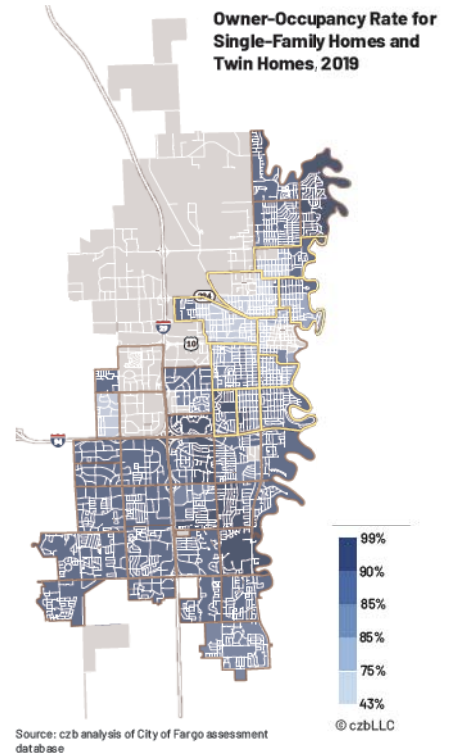 Owner-Occupancy Rate for
Single-Family Homes and
Twin Homes, 2019
29
10
94
99%
90%
85%
85%
75%
43%
© czbLLC
Source: czb analysis of City of Fargo assessment
database